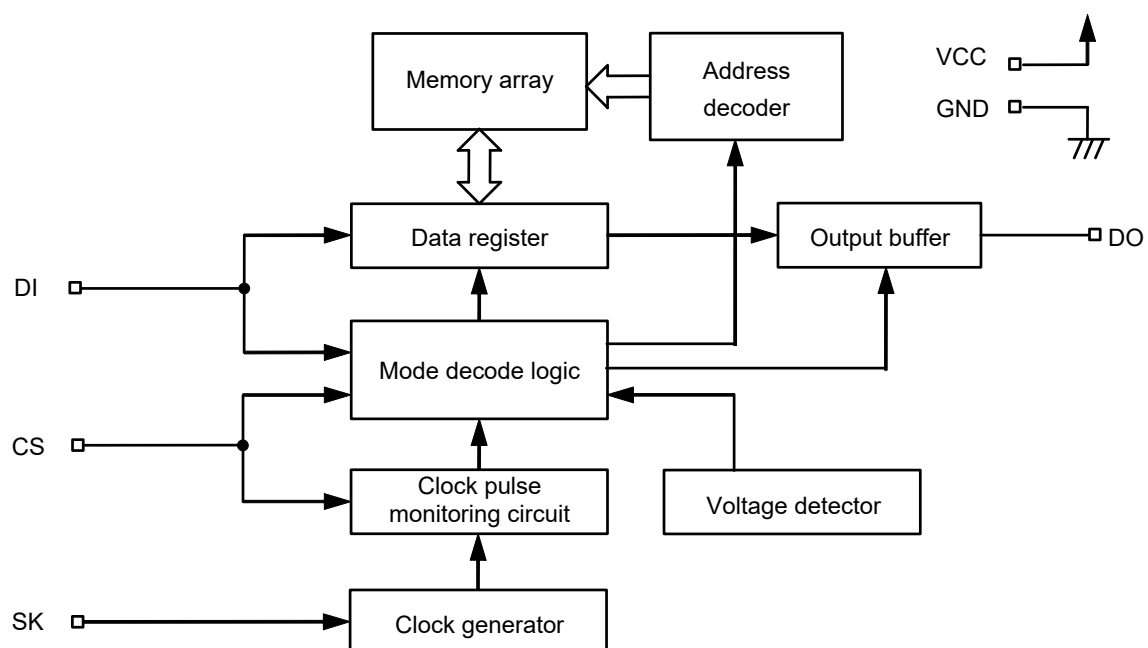 Memory array
Address
decoder
VCC
GND
Data register
Output buffer
DO
DI
Mode decode logic
CS
Clock pulse
monitoring circuit
Voltage detector
SK
Clock generator